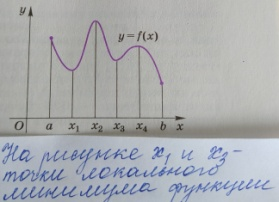 y
y = f(x)
O a x₁ x₂ x₃ x₄ b x
На рисунке x₁ и x₃ -
точки локального
минимума функции